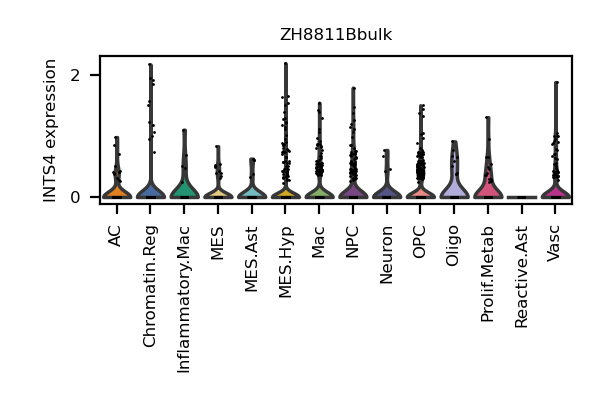 ZH8811Bbulk
INTS4 expression
2
0
AC
Chromatin.Reg
Inflammatory.Mac
MES
MES.Ast
MES.Hyp
Mac
NPC
Neuron
OPC
Oligo
Prolif.Metab
Reactive.Ast
Vasc